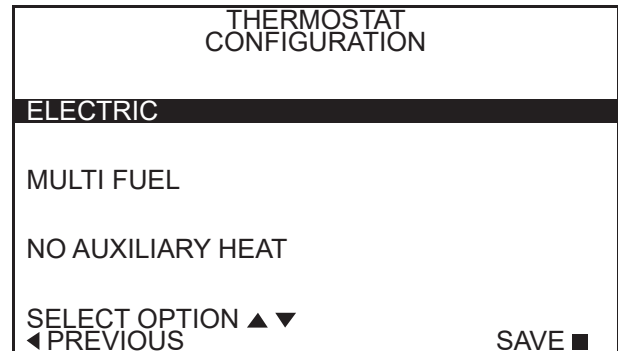 THERMOSTAT
CONFIGURATION
ELECTRIC
MULTI FUEL
NO AUXILIARY HEAT
SELECT OPTION ▲ ▼
◀ PREVIOUS SAVE ■